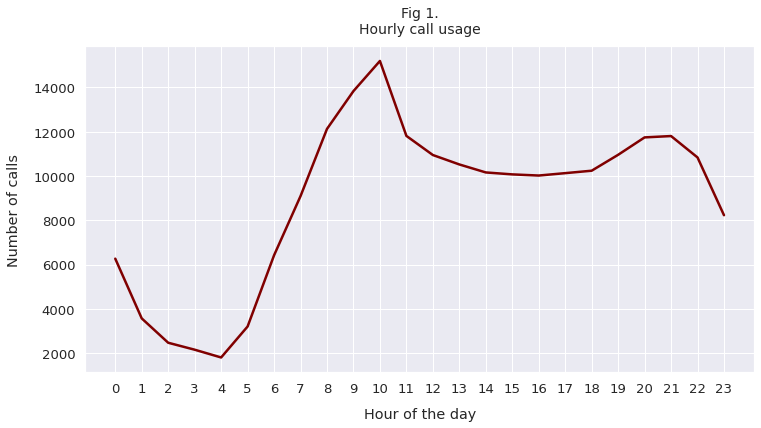 Fig 1.
Hourly call usage
Number of calls
14000
12000
10000
8000
6000
4000
2000
0 1 2 3 4 5 6 7 8 9 10 11 12 13 14 15 16 17 18 19 20 21 22 23
Hour of the day